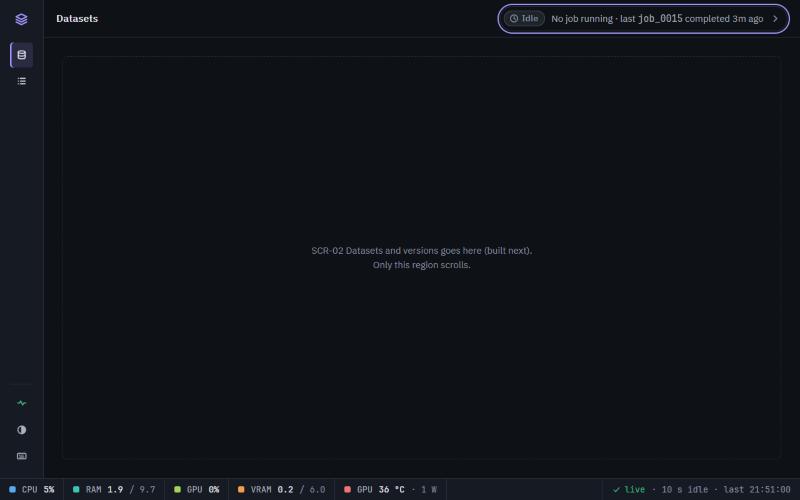 Datasets
Idle No job running · last job_0015 completed 3m ago
SCR-02 Datasets and versions goes here (built next).
Only this region scrolls.
CPU 5% RAM 1.9 / 9.7 GPU 0% VRAM 0.2 / 6.0 GPU 36 °C · 1 W live · 10 s idle · last 21:51:00